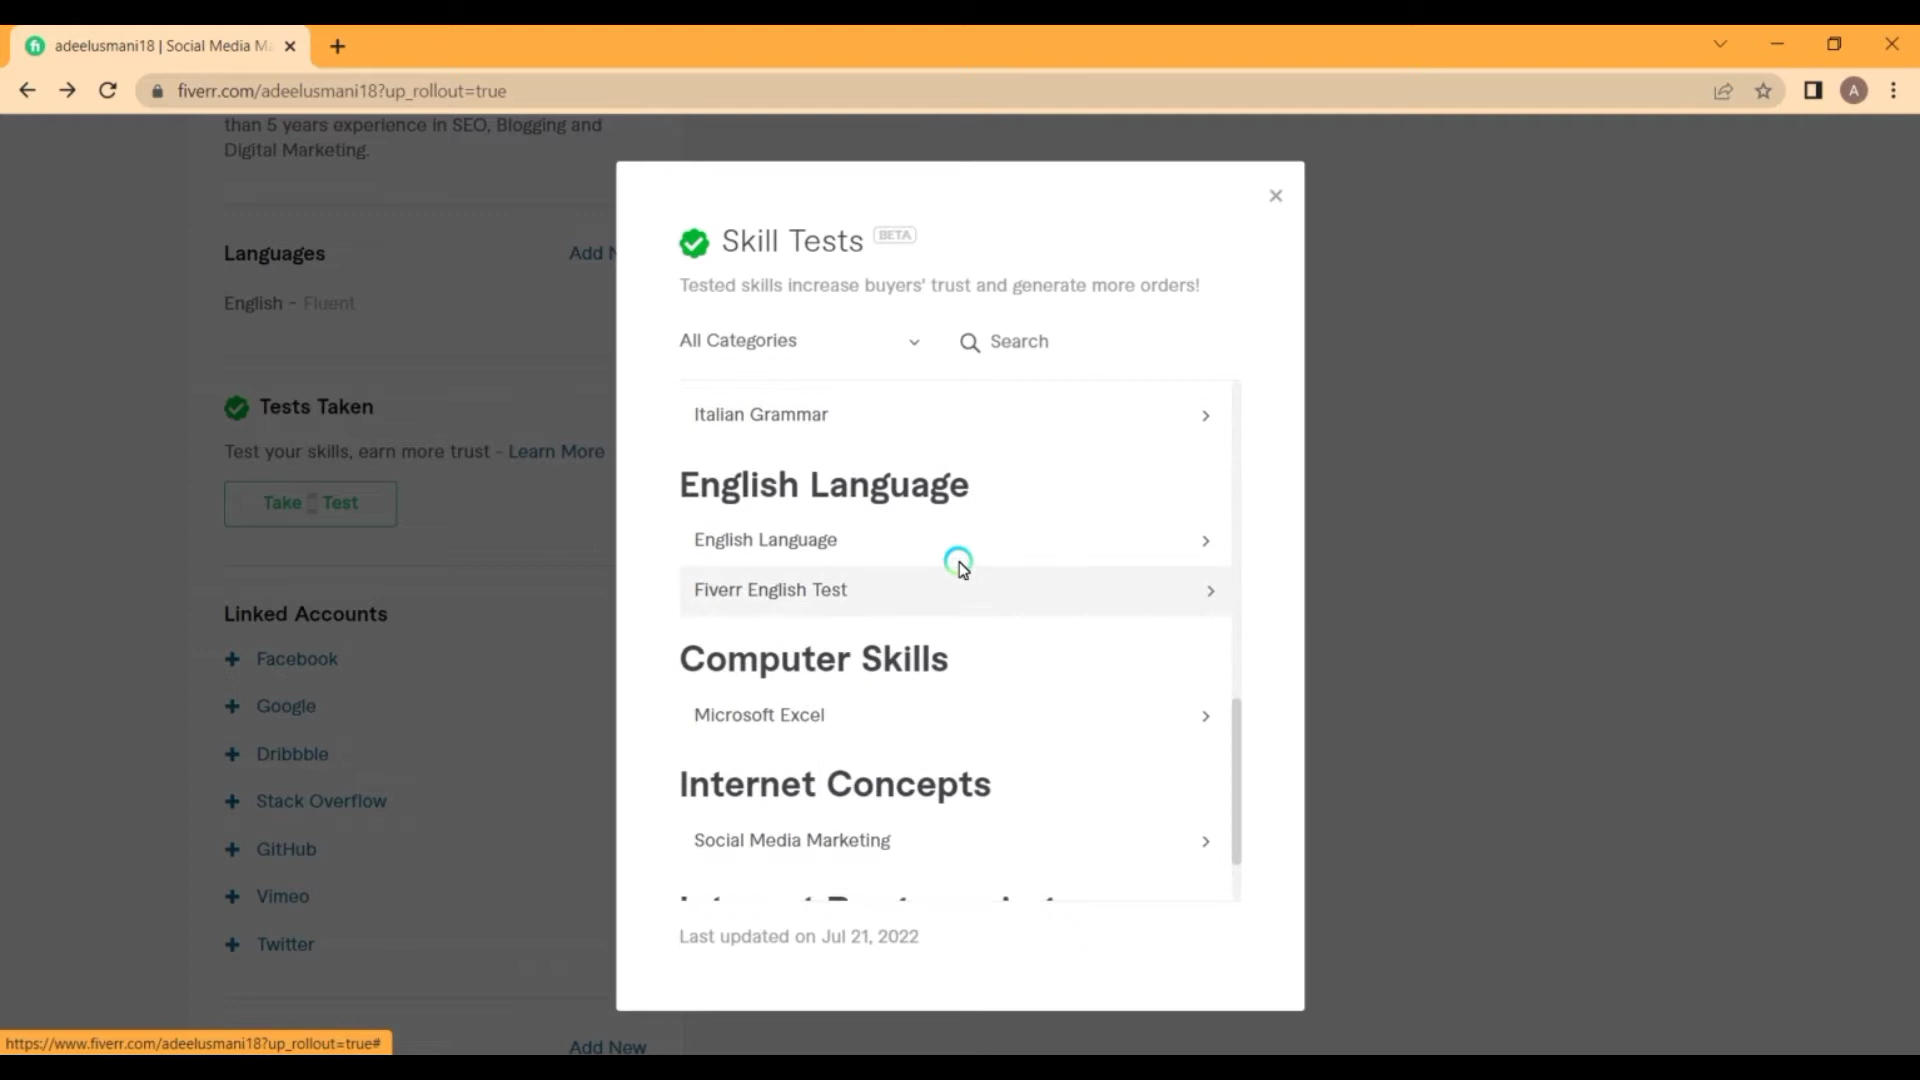 adeelusmani18 | Social Media Ma
fiverr.com/adeelusmani18?up_rollout=true
A
than 5 years experience in SEO, Blogging and
Digital Marketing.
Languages
Add N
English - Fluent
Tests Taken
Test your skills, earn more trust - Learn More
Take Test
Linked Accounts
Facebook
Google
Dribbble
Stack Overflow
GitHub
Vimeo
Twitter
Add New
Skill Tests BETA
Tested skills increase buyers' trust and generate more orders!
All Categories
Search
Italian Grammar
English Language
English Language
Fiverr English Test
Computer Skills
Microsoft Excel
Internet Concepts
Social Media Marketing
Last updated on Jul 21, 2022
https://www.fiverr.com/adeelusmani18?up_rollout=true#